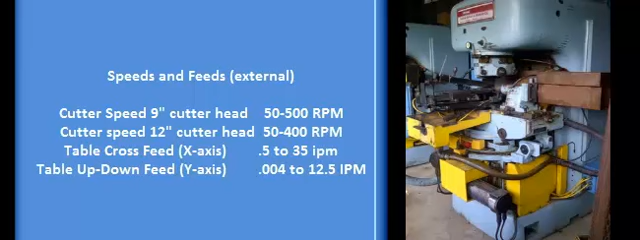 Speeds and Feeds (external)
Cutter Speed 9" cutter head 50-500 RPM
Cutter speed 12" cutter head 50-400 RPM
Table Cross Feed (X-axis) .5 to 35 ipm
Table Up-Down Feed (Y-axis) .004 to 12.5 IPM